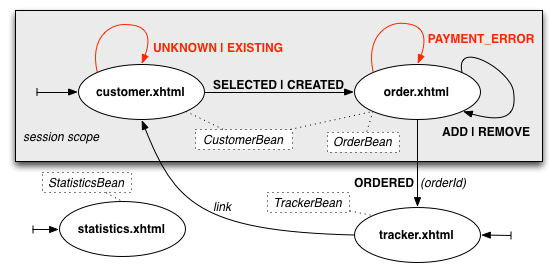 UNKNOWN | EXISTING
PAYMENT_ERROR
customer.xhtml
SELECTED | CREATED
order.xhtml
session scope
CustomerBean
OrderBean
ADD | REMOVE
StatisticsBean
ORDERED (orderId)
TrackerBean
link
statistics.xhtml
tracker.xhtml